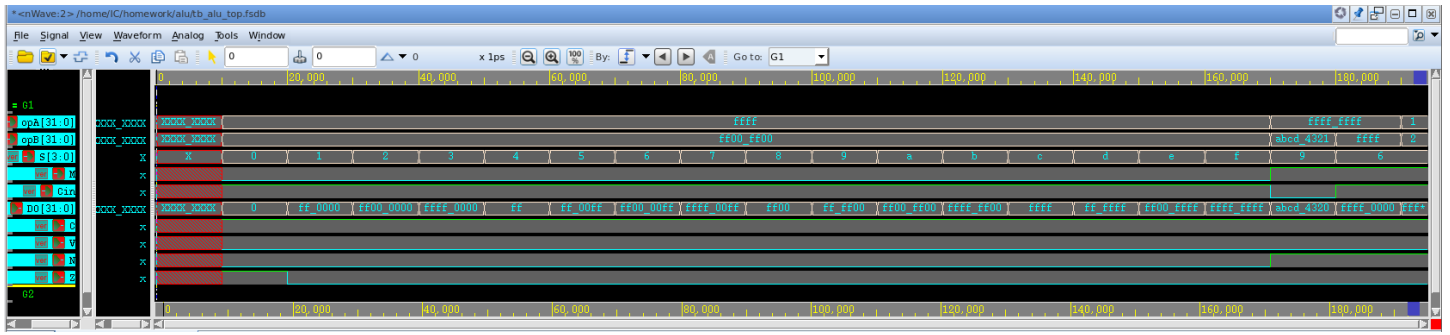 *<nWave:2> /home/IC/homework/alu/tb_alu_top.fsdb
File Signal View Waveform Analog Tools Window
0 0 0 x 1ps 100% By: Go to: G1
0 20,000 40,000 60,000 80,000 100,000 120,000 140,000 160,000 180,000
= G1
opA[31:0] XXXX_XXXX XXXX_XXXX ffff ffff_ffff 1
opB[31:0] XXXX_XXXX XXXX_XXXX ff00_ff00 abcd_4321 ffff 2
S[3:0] X X 0 1 2 3 4 5 6 7 8 9 a b c d e f 9 6
M x
Cin x
DO[31:0] XXXX_XXXX XXXX_XXXX 0 ff_0000 ff00_0000 ffff_0000 ff ff_00ff ff00_00ff ffff_00ff ff00 ff_ff00 ff00_ff00 ffff_ff00 ffff ff_ffff ff00_ffff ffff_ffff abcd_4320 ffff_0000 fff*
C x
V x
N x
Z x
G2
0 20,000 40,000 60,000 80,000 100,000 120,000 140,000 160,000 180,000